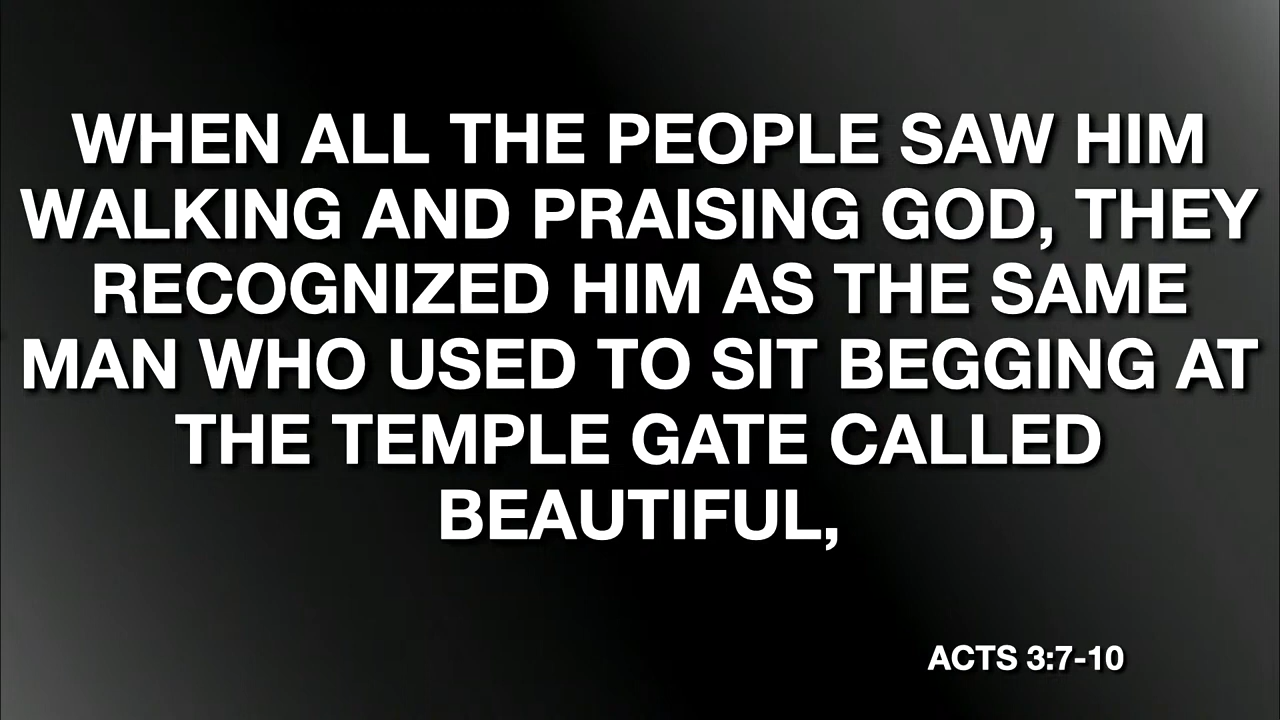 WHEN ALL THE PEOPLE SAW HIM
WALKING AND PRAISING GOD, THEY
RECOGNIZED HIM AS THE SAME
MAN WHO USED TO SIT BEGGING AT
THE TEMPLE GATE CALLED
BEAUTIFUL,
ACTS 3:7-10